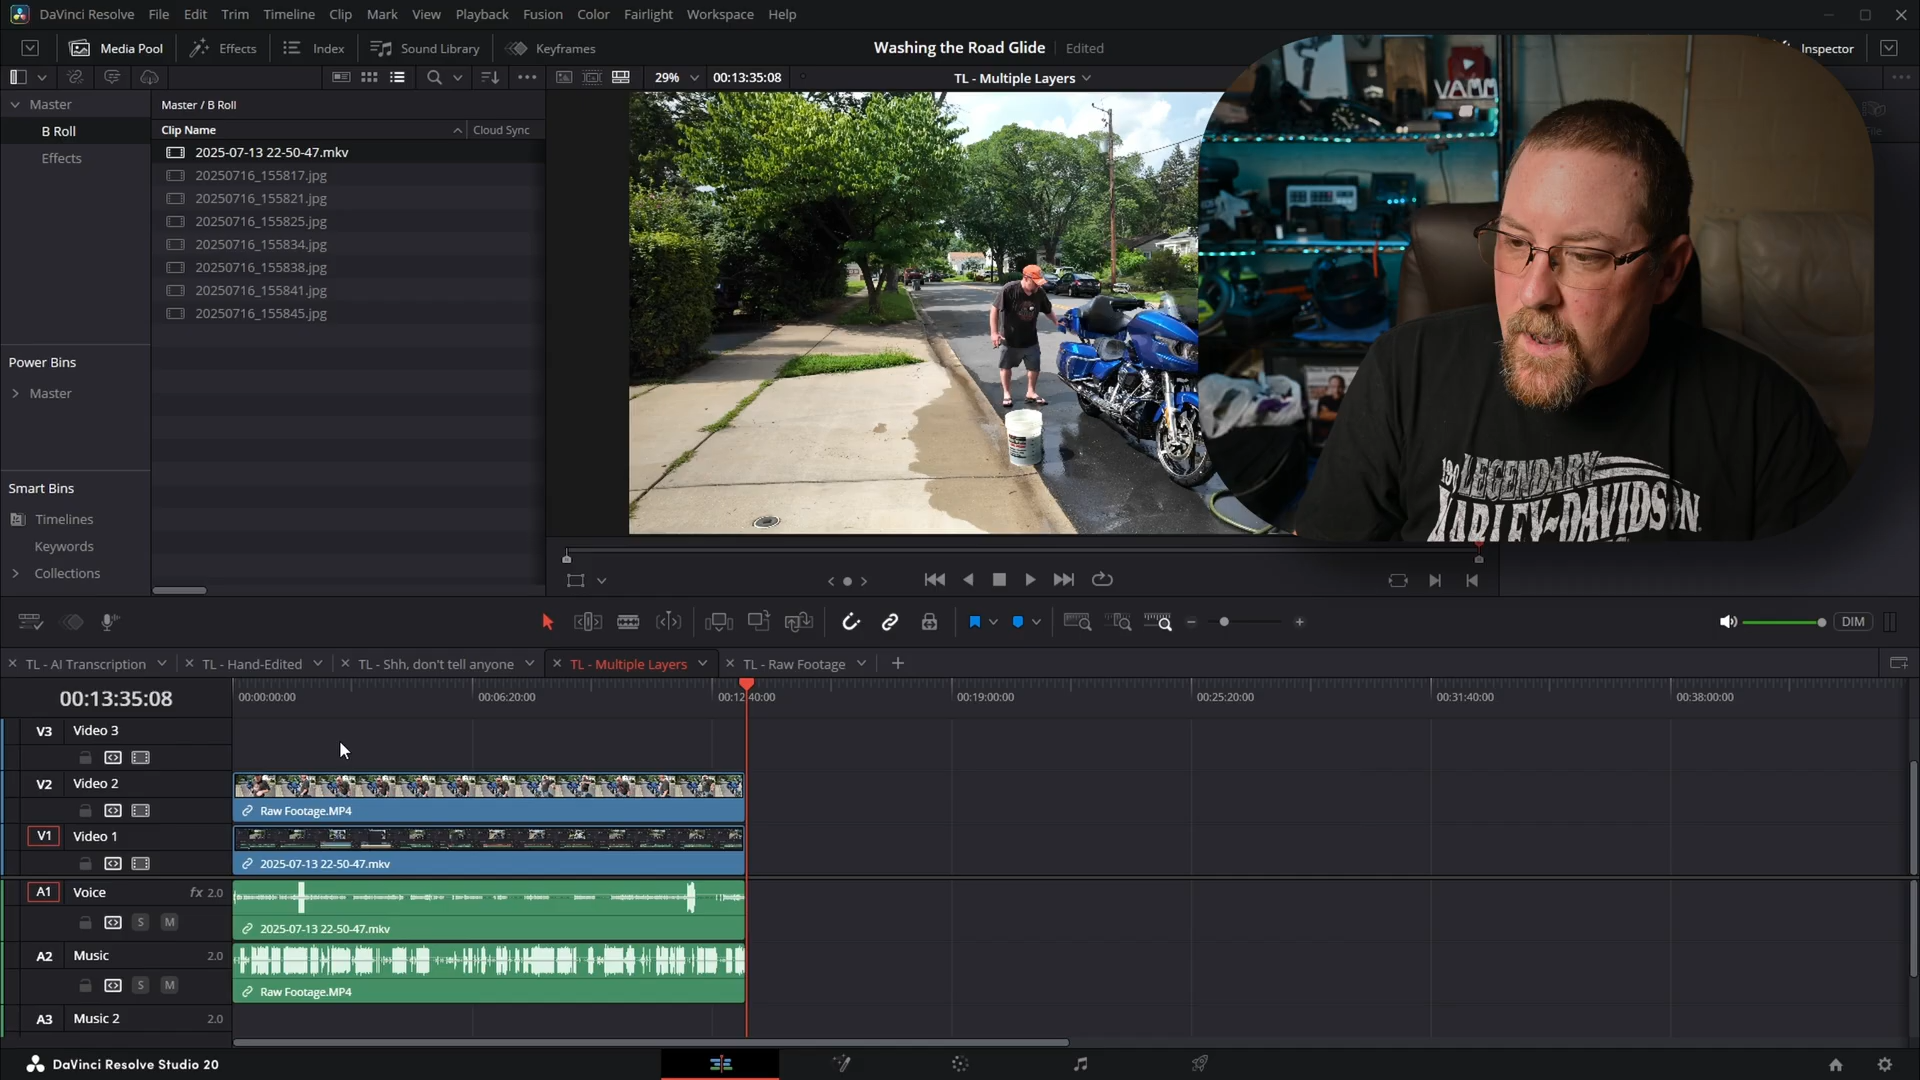 DaVinci Resolve File Edit Trim Timeline Clip Mark View Playback Fusion Color Fairlight Workspace Help
Media Pool Effects Index Sound Library Keyframes Washing the Road Glide Edited Inspector
29% 00:13:35:08 TL - Multiple Layers
Master Master / B Roll
B Roll Clip Name Cloud Sync
Effects 2025-07-13 22-50-47.mkv
20250716_155817.jpg
20250716_155821.jpg
20250716_155825.jpg
20250716_155834.jpg
20250716_155838.jpg
20250716_155841.jpg
20250716_155845.jpg
Power Bins
Master
Smart Bins
Timelines
Keywords
Collections
VAMM
LEGENDARY
HARLEY-DAVIDSON
File
DIM
TL - AI Transcription TL - Hand-Edited TL - Shh, don't tell anyone TL - Multiple Layers TL - Raw Footage
00:13:35:08 00:00:00:00 00:06:20:00 00:12:40:00 00:19:00:00 00:25:20:00 00:31:40:00 00:38:00:00
V3 Video 3
V2 Video 2
Raw Footage.MP4
V1 Video 1
2025-07-13 22-50-47.mkv
A1 Voice fx 2.0
S M 2025-07-13 22-50-47.mkv
A2 Music 2.0
S M Raw Footage.MP4
A3 Music 2 2.0
DaVinci Resolve Studio 20